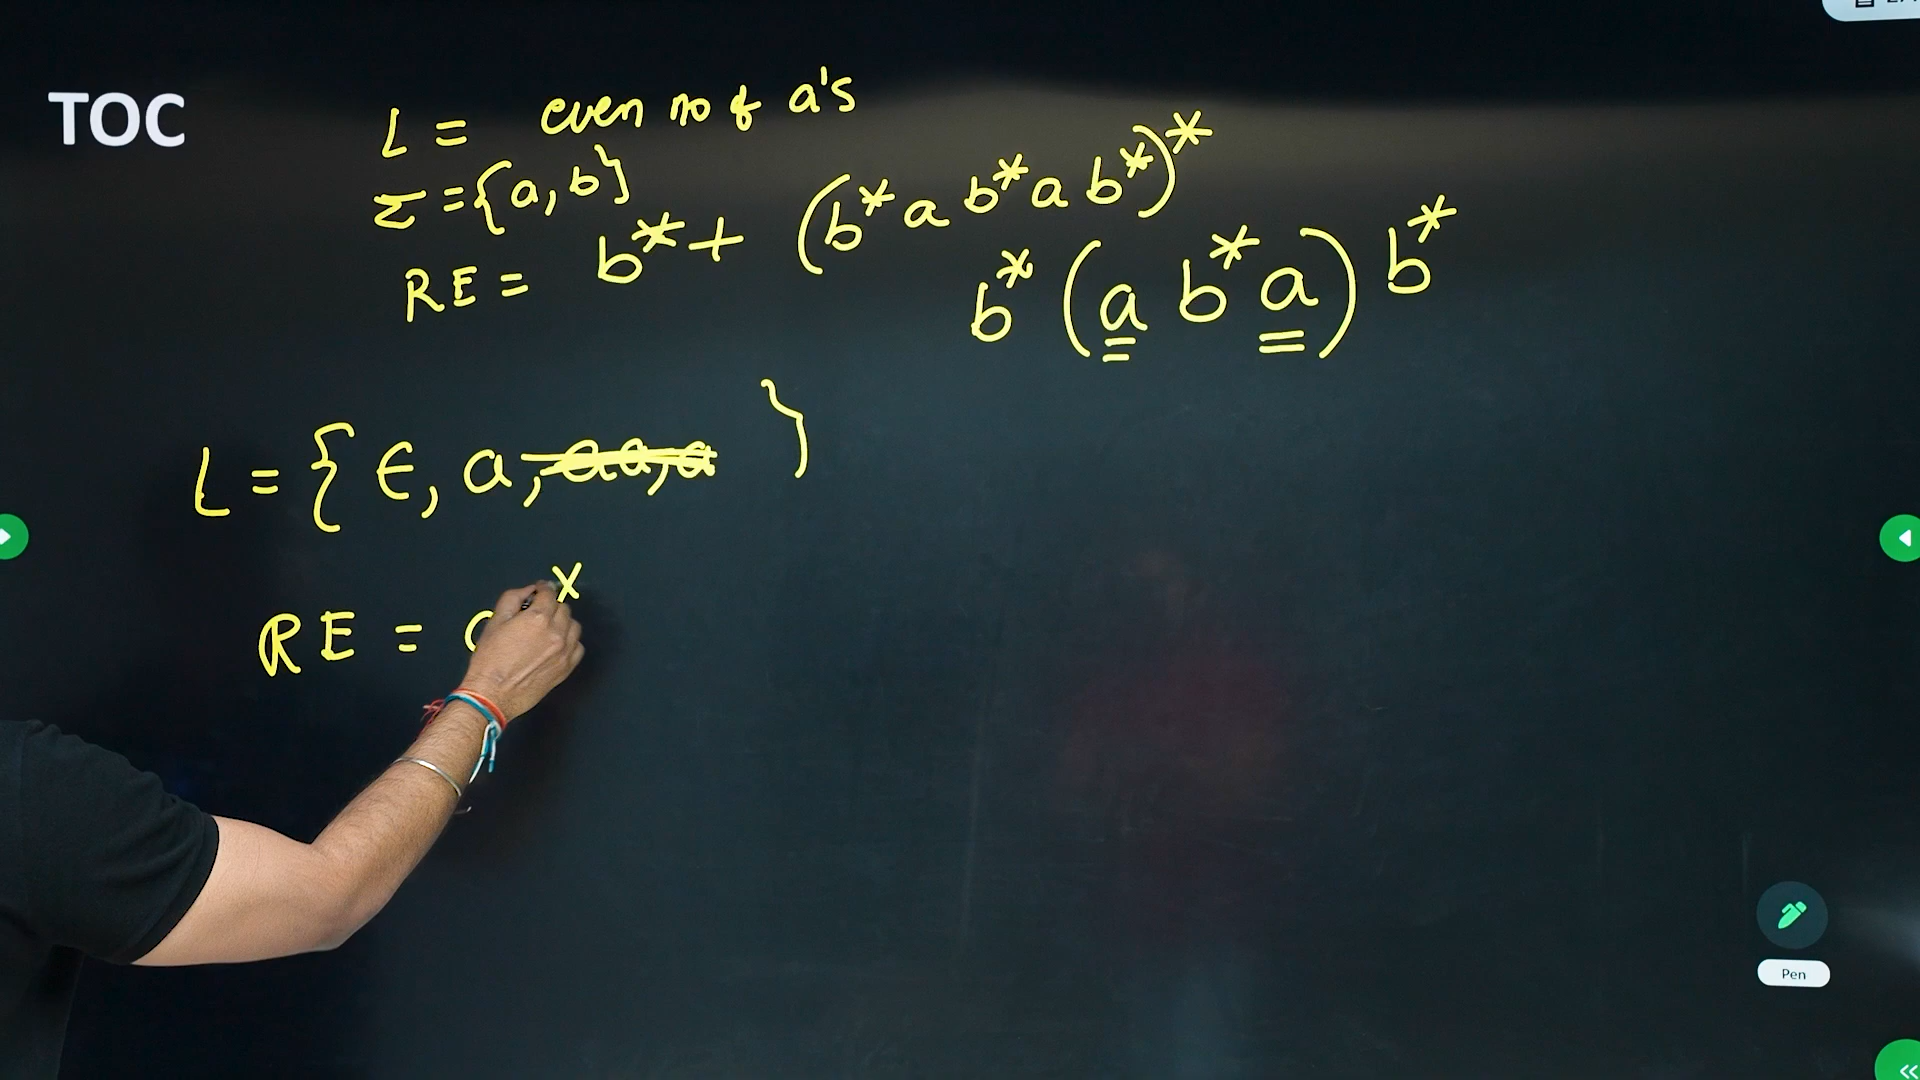 TOC
L = even no of a's
Σ = {a, b}
RE = b* + (b* a b* a b*)*
b* (a b* a) b*
L = {ϵ, a, aa, a }
RE = a*
Pen